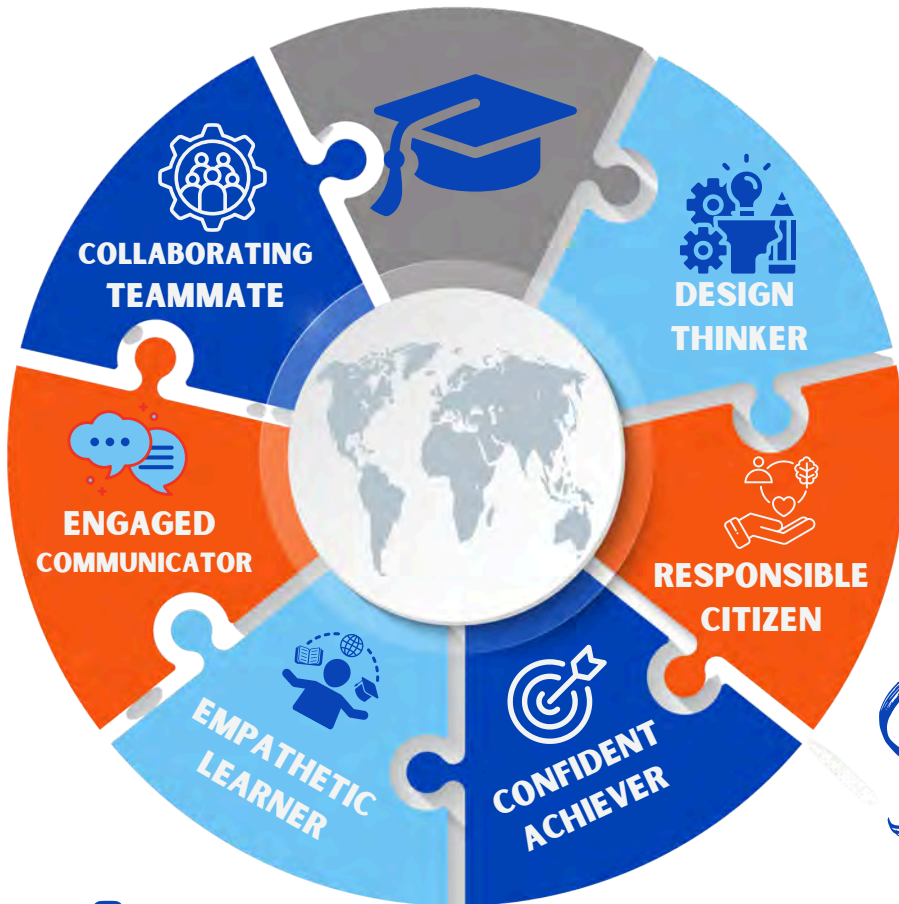 COLLABORATING
TEAMMATE
DESIGN
THINKER
ENGAGED
COMMUNICATOR
RESPONSIBLE
CITIZEN
EMPATHETIC
LEARNER
CONFIDENT
ACHIEVER